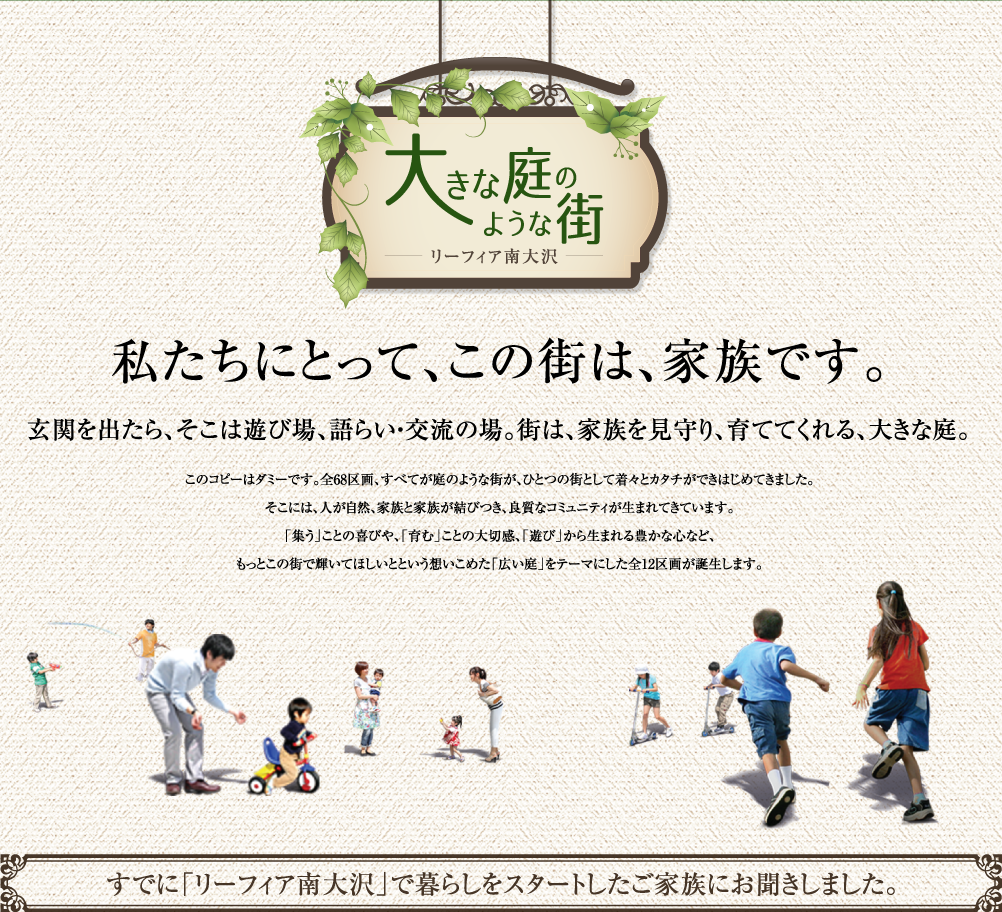 大きな庭の
ような街
リーフィア南大沢
私たちにとって、この街は、家族です。
玄関を出たら、そこは遊び場、語らい・交流の場。街は、家族を見守り、育ててくれる、大きな庭。
このコピーはダミーです。全68区画、すべてが庭のような街が、ひとつの街として着々とカタチができはじめてきました。
そこには、人が自然、家族と家族が結びつき、良質なコミュニティが生まれてきています。
「集う」ことの喜びや、「育む」ことの大切感、「遊び」から生まれる豊かな心など、
もっとこの街で輝いてほしいとという想いこめた「広い庭」をテーマにした全12区画が誕生します。
すでに「リーフィア南大沢」で暮らしをスタートしたご家族にお聞きしました。